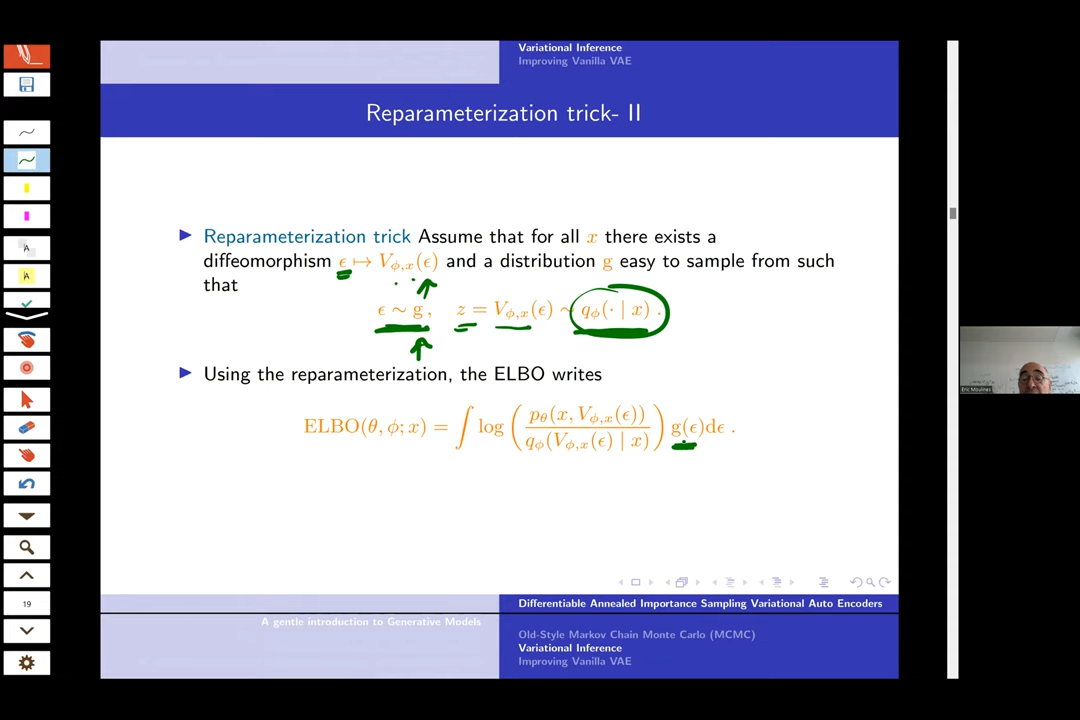 Variational Inference
Improving Vanilla VAE
Reparameterization trick- II
▶ Reparameterization trick Assume that for all x there exists a
diffeomorphism ϵ ↦ V_{ϕ,x}(ϵ) and a distribution g easy to sample from such
that
ϵ ∼ g , z = V_{ϕ,x}(ϵ) ∼ q_ϕ(· | x) .
▶ Using the reparameterization, the ELBO writes
ELBO(θ, ϕ; x) = ∫ log ( p_θ(x, V_{ϕ,x}(ϵ)) / q_ϕ(V_{ϕ,x}(ϵ) | x) ) g(ϵ)dϵ .
Differentiable Annealed Importance Sampling Variational Auto Encoders
A gentle introduction to Generative Models
Old-Style Markov Chain Monte Carlo (MCMC)
Variational Inference
Improving Vanilla VAE
A
A
19
Eric Moulines